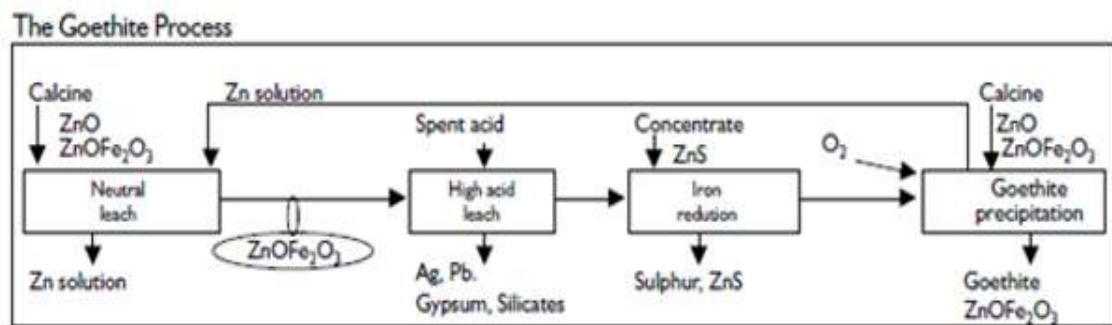 The Goethite Process
Calcine
ZnO
ZnOFe₂O₃
Zn solution
Spent acid
Concentrate
ZnS
O₂
Calcine
ZnO
ZnOFe₂O₃
Neutral
leach
High acid
leach
Iron
redution
Goethite
precipitation
ZnOFe₂O₃
Zn solution
Ag, Pb.
Gypsum, Silicates
Sulphur, ZnS
Goethite
ZnOFe₂O₃